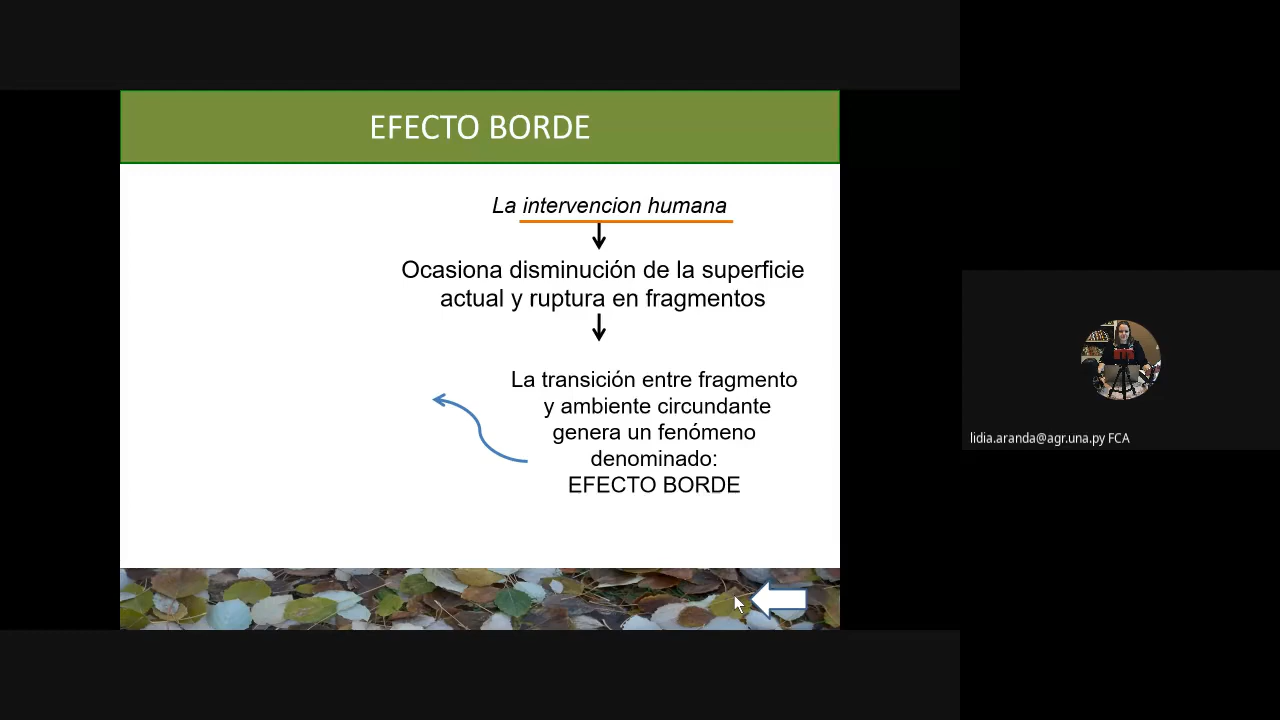 EFECTO BORDE
La intervencion humana
Ocasiona disminución de la superficie
actual y ruptura en fragmentos
La transición entre fragmento
y ambiente circundante
genera un fenómeno
denominado:
EFECTO BORDE
lidia.aranda@agr.una.py FCA